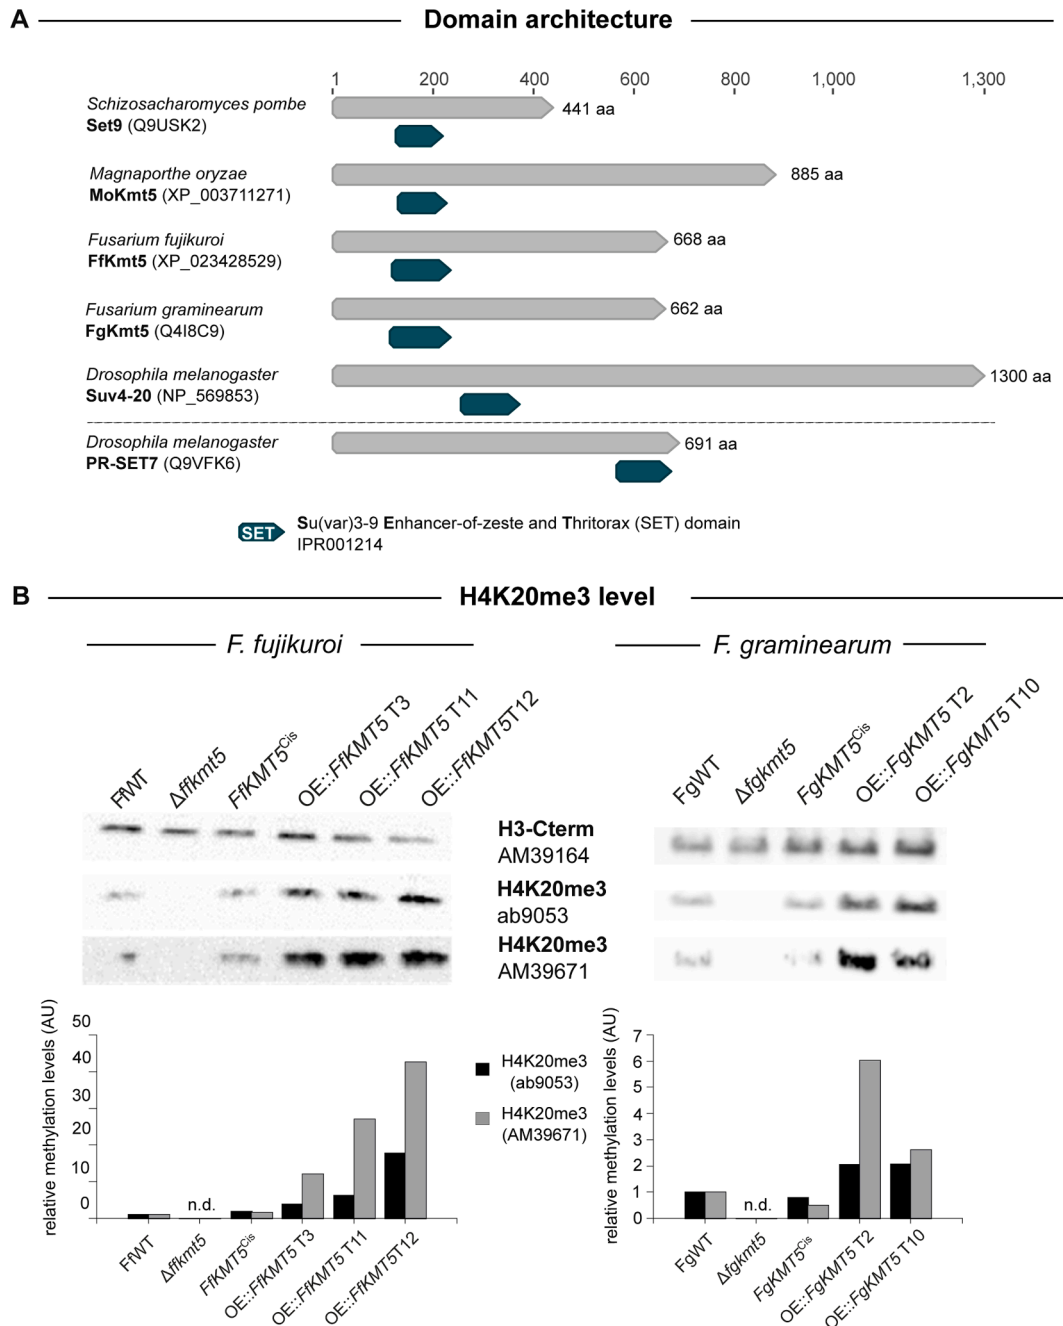 A
Domain architecture
1 200 400 600 800 1,000 1,300
Schizosacharomyces pombe
Set9 (Q9USK2)
441 aa
Magnaporthe oryzae
MoKmt5 (XP_003711271)
885 aa
Fusarium fujikuroi
FfKmt5 (XP_023428529)
668 aa
Fusarium graminearum
FgKmt5 (Q4I8C9)
662 aa
Drosophila melanogaster
Suv4-20 (NP_569853)
1300 aa
Drosophila melanogaster
PR-SET7 (Q9VFK6)
691 aa
SET
Su(var)3-9 Enhancer-of-zeste and Thritorax (SET) domain
IPR001214
B
H4K20me3 level
F. fujikuroi
F. graminearum
FfWT
Δffkmt5
FfKMT5Cis
OE::FfKMT5 T3
OE::FfKMT5 T11
OE::FfKMT5T12
FgWT
Δfgkmt5
FgKMT5Cis
OE::FgKMT5 T2
OE::FgKMT5 T10
H3-Cterm
AM39164
H4K20me3
ab9053
H4K20me3
AM39671
relative methylation levels (AU)
50
40
30
20
10
0
n.d.
FfWT
Δffkmt5
FfKMT5Cis
OE::FfKMT5 T3
OE::FfKMT5 T11
OE::FfKMT5T12
H4K20me3
(ab9053)
H4K20me3
(AM39671)
relative methylation levels (AU)
7
6
5
4
3
2
1
0
n.d.
FgWT
Δfgkmt5
FgKMT5Cis
OE::FgKMT5 T2
OE::FgKMT5 T10